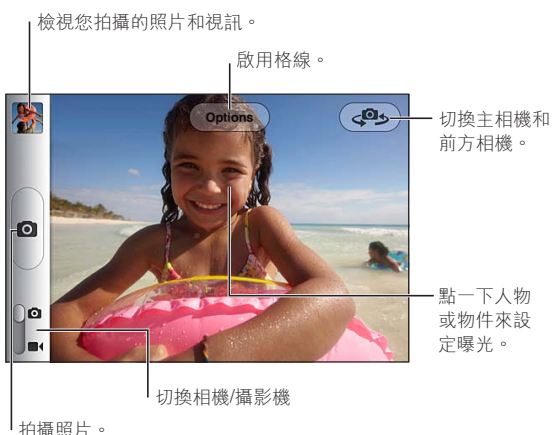 檢視您拍攝的照片和視訊。
啟用格線。
Options
切換主相機和
前方相機。
點一下人物
或物件來設
定曝光。
切換相機/攝影機
拍攝照片。